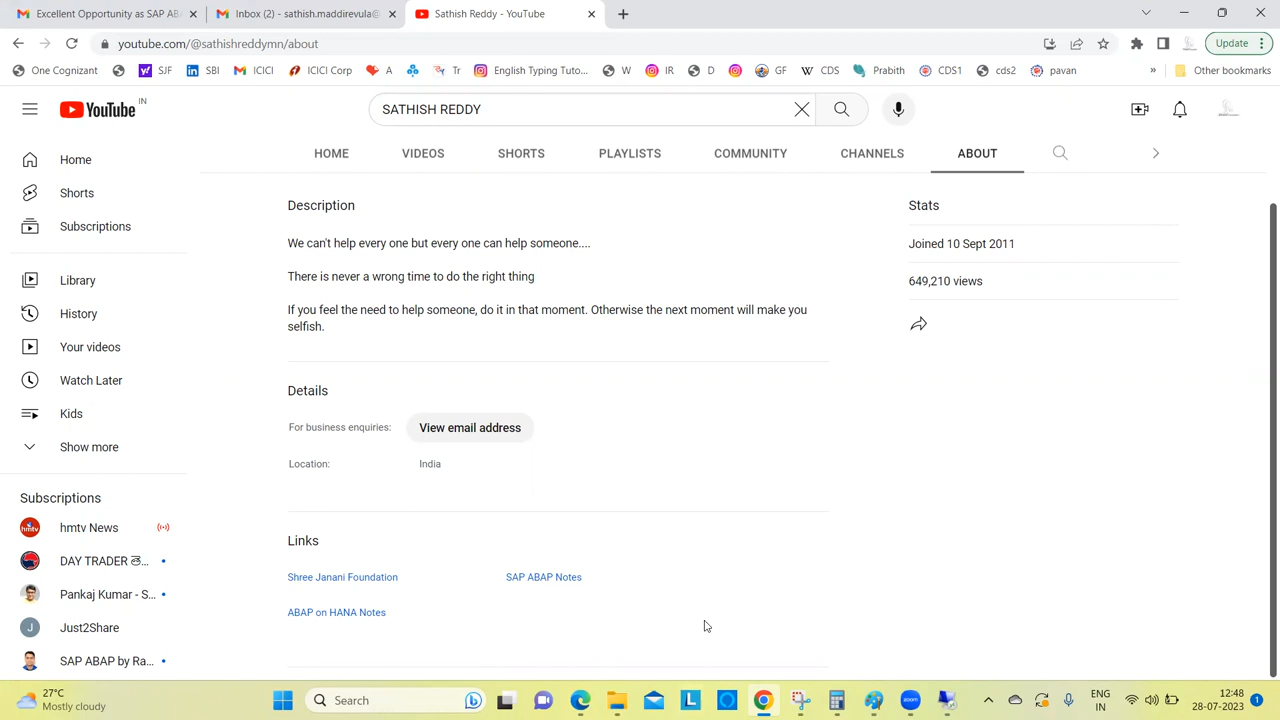 Excellent Opportunity as SAP ABA
Inbox (2) - sathish.maddirevula@
Sathish Reddy - YouTube
youtube.com/@sathishreddymn/about
Update
One Cognizant
SJF
SBI
ICICI
ICICI Corp
A
Tr
English Typing Tuto...
W
IR
D
GF
CDS
Prabith
CDS1
cds2
pavan
»
Other bookmarks
YouTube IN
SATHISH REDDY
HOME
VIDEOS
SHORTS
PLAYLISTS
COMMUNITY
CHANNELS
ABOUT
Home
Shorts
Subscriptions
Library
History
Your videos
Watch Later
Kids
Show more
Subscriptions
hmtv News
DAY TRADER తె...
Pankaj Kumar - S...
J
Just2Share
SAP ABAP by Ra...
Description
We can't help every one but every one can help someone....
There is never a wrong time to do the right thing
If you feel the need to help someone, do it in that moment. Otherwise the next moment will make you
selfish.
Details
For business enquiries:
View email address
Location:
India
Links
Shree Janani Foundation
SAP ABAP Notes
ABAP on HANA Notes
Stats
Joined 10 Sept 2011
649,210 views
27°C
Mostly cloudy
Search
L
zoom
ENG
IN
12:48
28-07-2023
1